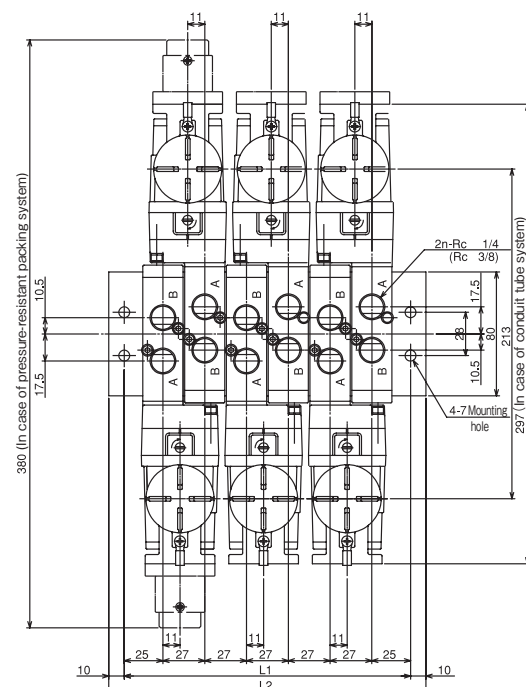 11
11
11
380 (In case of pressure-resistant packing system)
10.5
17.5
2n-Rc 1/4
(Rc 3/8)
17.5
28
10.5
80
213
297 (In case of conduit tube system)
4-7 Mounting
hole
B
A
B
A
B
A
A
B
A
B
A
B
11
11
11
25
27
27
27
27
27
25
10
L1
10
L2